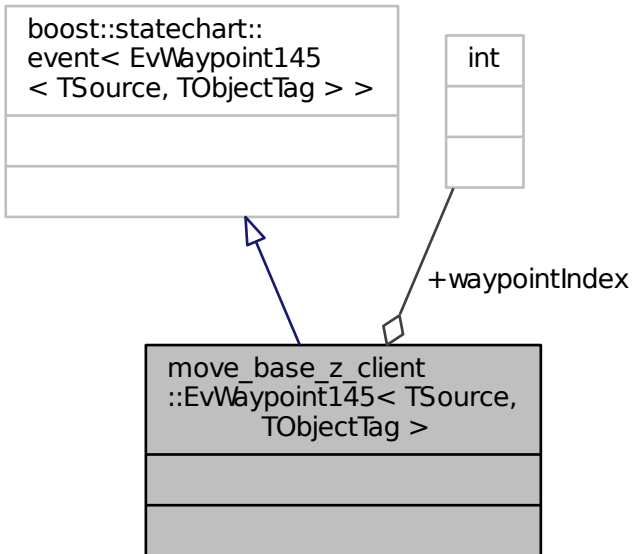 boost::statechart::
event< EvWaypoint145
< TSource, TObjectTag > >
int
+waypointIndex
move_base_z_client
::EvWaypoint145< TSource,
TObjectTag >